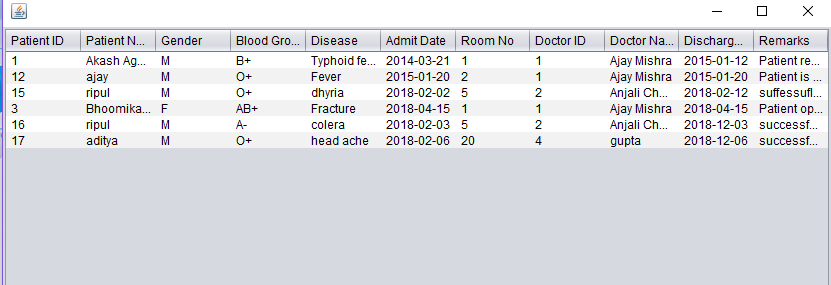 Patient ID Patient N... Gender Blood Gro... Disease Admit Date Room No Doctor ID Doctor Na... Discharg... Remarks
1 Akash Ag... M B+ Typhoid fe... 2014-03-21 1 1 Ajay Mishra 2015-01-12 Patient re...
12 ajay M O+ Fever 2015-01-20 2 1 Ajay Mishra 2015-01-20 Patient is ...
15 ripul M O+ dhyria 2018-02-02 5 2 Anjali Ch... 2018-02-12 suffessufl...
3 Bhoomika... F AB+ Fracture 2018-04-15 1 1 Ajay Mishra 2018-04-15 Patient op...
16 ripul M A- colera 2018-02-03 5 2 Anjali Ch... 2018-12-03 successf...
17 aditya M O+ head ache 2018-02-06 20 4 gupta 2018-12-06 successf...